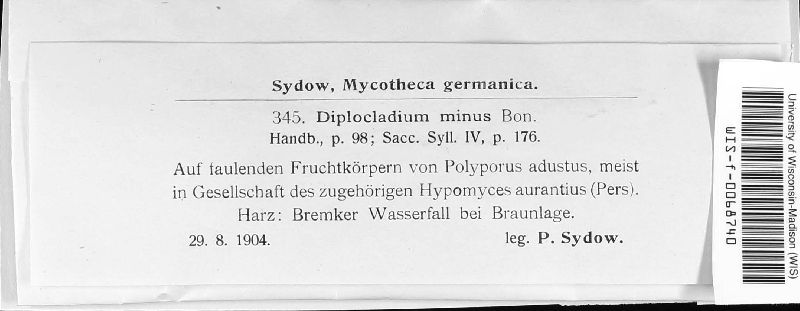 Sydow, Mycotheca germanica.
345. Diplocladium minus Bon.
Handb., p. 98; Sacc. Syll. IV, p. 176.
Auf faulenden Fruchtkörpern von Polyporus adustus, meist
in Gesellschaft des zugehörigen Hypomyces aurantius (Pers).
Harz: Bremker Wasserfall bei Braunlage.
29. 8. 1904. leg. P. Sydow.
University of Wisconsin-Madison (WIS)
WIS-f-0068740